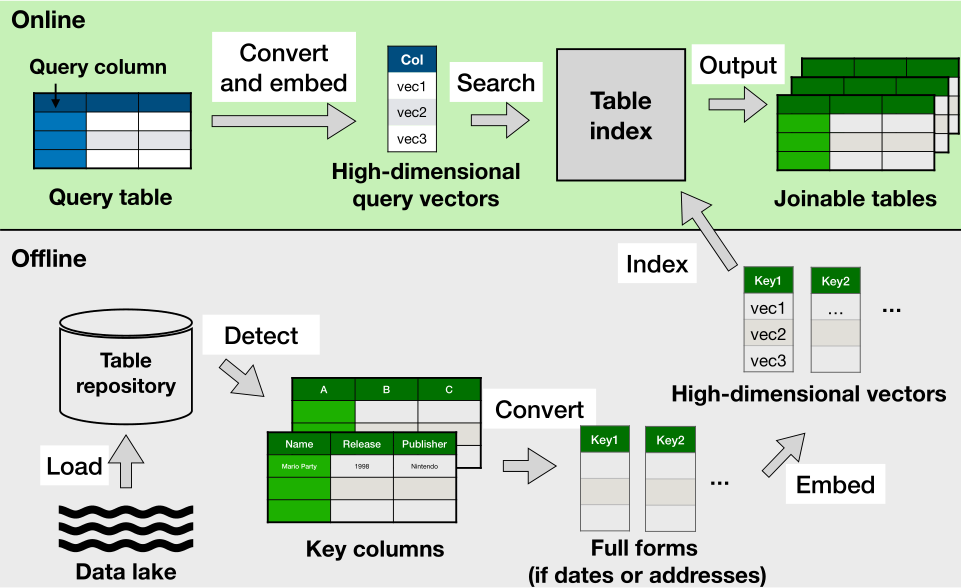 Online
Query column
Query table
Convert
and embed
Col
vec1
vec2
vec3
High-dimensional
query vectors
Search
Table
index
Output
Joinable tables
Offline
Data lake
Load
Table
repository
Detect
A B C
Name Release Publisher
Mario Party 1998 Nintendo
Key columns
Convert
Key1 Key2
...
Full forms
(if dates or addresses)
Embed
Key1 Key2
vec1 ...
vec2
vec3
...
High-dimensional vectors
Index